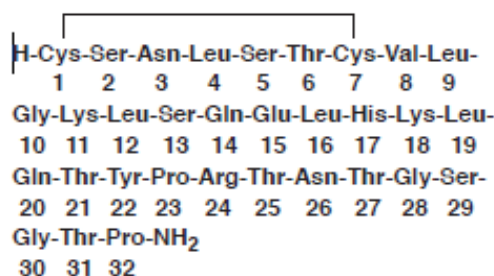 H-Cys-Ser-Asn-Leu-Ser-Thr-Cys-Val-Leu-
1 2 3 4 5 6 7 8 9
Gly-Lys-Leu-Ser-Gln-Glu-Leu-His-Lys-Leu-
10 11 12 13 14 15 16 17 18 19
Gln-Thr-Tyr-Pro-Arg-Thr-Asn-Thr-Gly-Ser-
20 21 22 23 24 25 26 27 28 29
Gly-Thr-Pro-NH₂
30 31 32